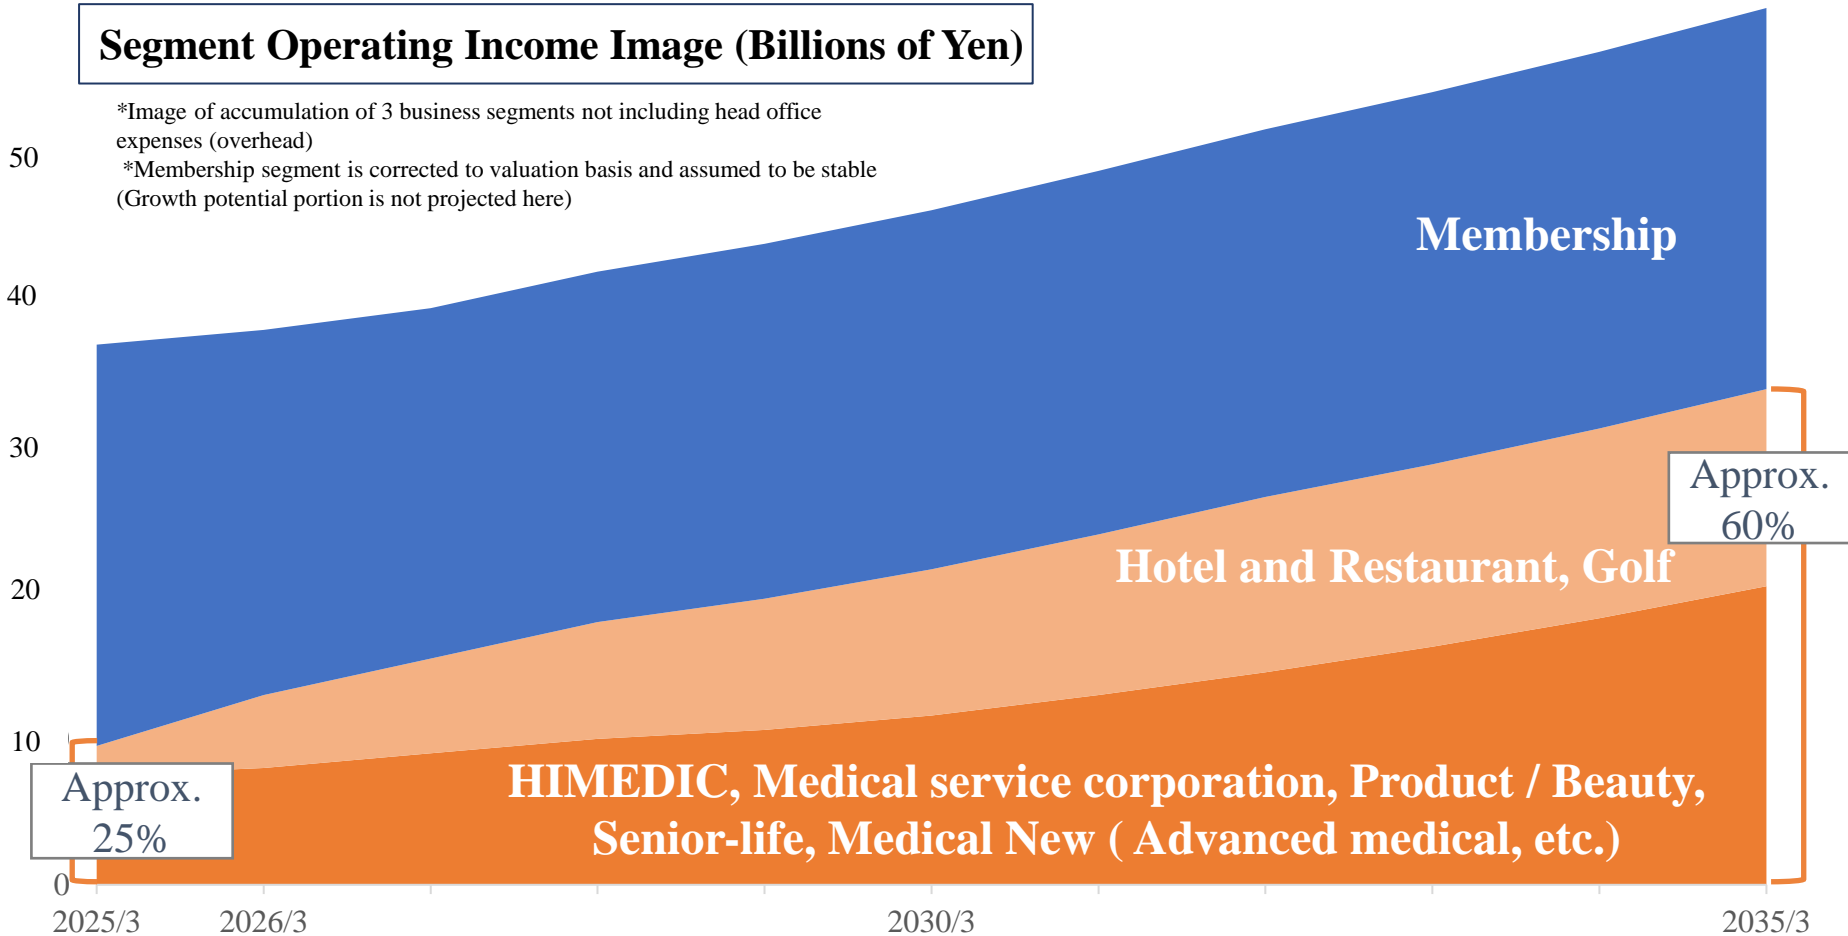 Segment Operating Income Image (Billions of Yen)
*Image of accumulation of 3 business segments not including head office
expenses (overhead)
*Membership segment is corrected to valuation basis and assumed to be stable
(Growth potential portion is not projected here)
50
40
30
20
10
0
Membership
Hotel and Restaurant, Golf
HIMEDIC, Medical service corporation, Product / Beauty,
Senior-life, Medical New ( Advanced medical, etc.)
Approx.
25%
Approx.
60%
2025/3
2026/3
2030/3
2035/3